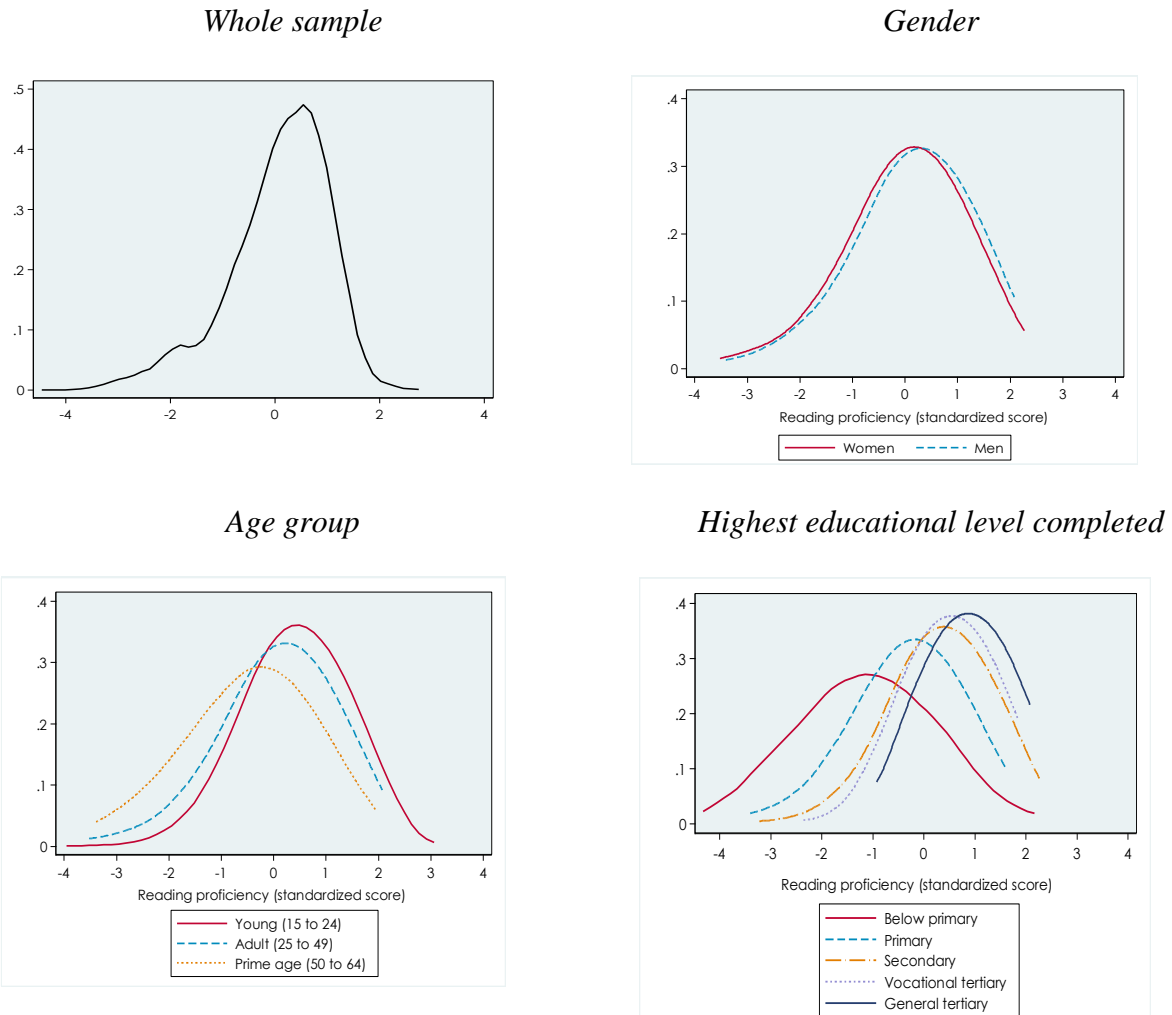 Whole sample
.5
.4
.3
.2
.1
0
-4 -2 0 2 4
Gender
.4
.3
.2
.1
0
-4 -3 -2 -1 0 1 2 3 4
Reading proficiency (standardized score)
Women Men
Age group
.4
.3
.2
.1
0
-4 -3 -2 -1 0 1 2 3 4
Reading proficiency (standardized score)
Young (15 to 24)
Adult (25 to 49)
Prime age (50 to 64)
Highest educational level completed
.4
.3
.2
.1
0
-4 -3 -2 -1 0 1 2 3 4
Reading proficiency (standardized score)
Below primary
Primary
Secondary
Vocational tertiary
General tertiary